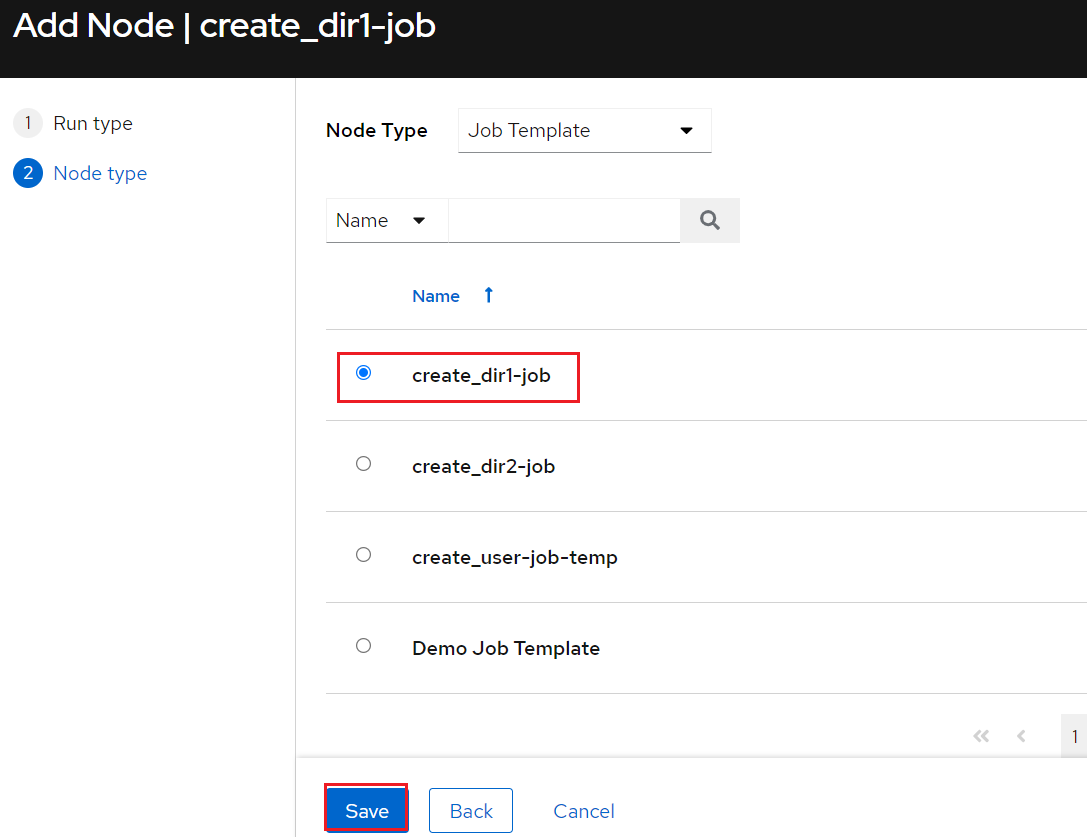 Add Node | create_dir1-job
1 Run type
2 Node type
Node Type Job Template
Name
Name
create_dir1-job
create_dir2-job
create_user-job-temp
Demo Job Template
1
Save Back Cancel